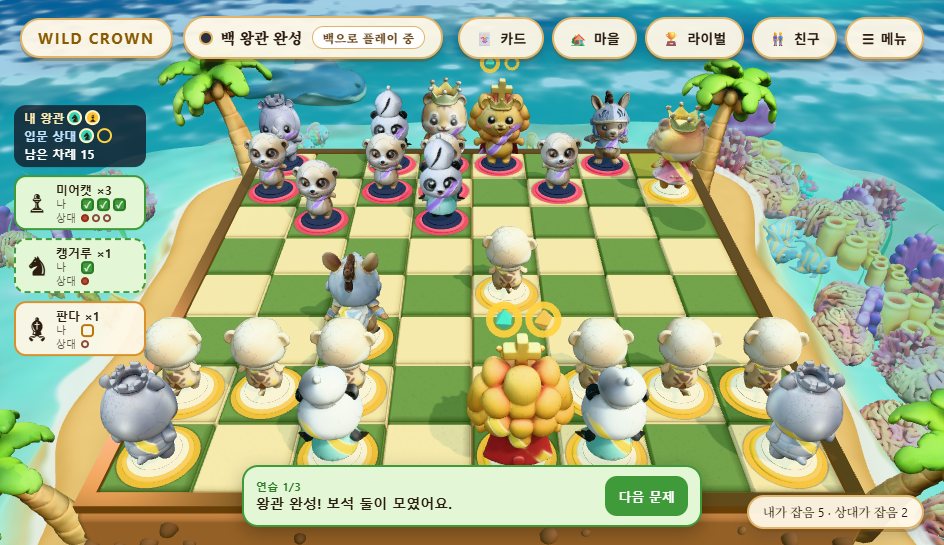 WILD CROWN
백 왕관 완성
백으로 플레이 중
카드
마을
라이벌
친구
☰ 메뉴
내 왕관
입문 상대
남은 차례 15
미어캣 ×3
나
상대
캥거루 ×1
나
상대
판다 ×1
나
상대
연습 1/3
왕관 완성! 보석 둘이 모였어요.
다음 문제
내가 잡음 5 · 상대가 잡음 2